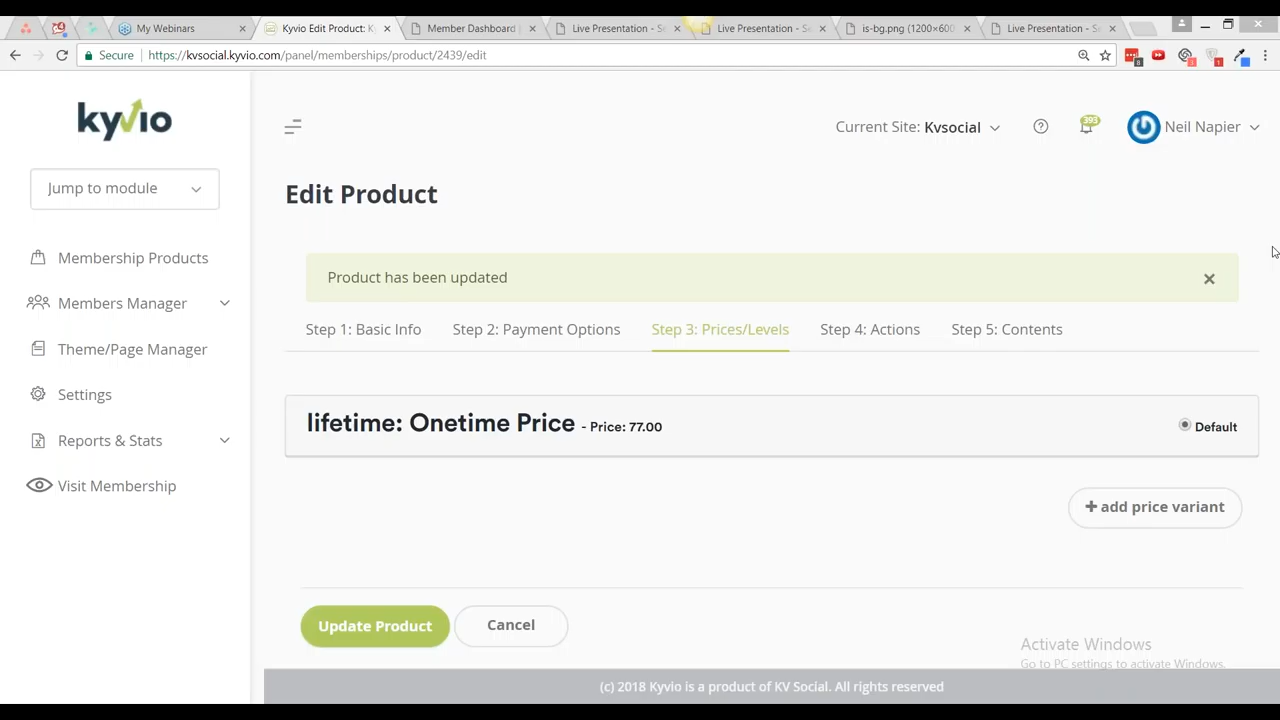 My Webinars
Kyvio Edit Product: Ky
Member Dashboard
Live Presentation - Se
Live Presentation - Se
is-bg.png (1200×600
Live Presentation - Se
Secure https://kvsocial.kyvio.com/panel/memberships/product/2439/edit
kyvio
Current Site: Kvsocial
393
Neil Napier
Jump to module
Edit Product
Membership Products
Members Manager
Theme/Page Manager
Settings
Reports & Stats
Visit Membership
Product has been updated
Step 1: Basic Info
Step 2: Payment Options
Step 3: Prices/Levels
Step 4: Actions
Step 5: Contents
lifetime: Onetime Price - Price: 77.00
Default
+ add price variant
Update Product
Cancel
Activate Windows
Go to PC settings to activate Windows.
(c) 2018 Kyvio is a product of KV Social. All rights reserved